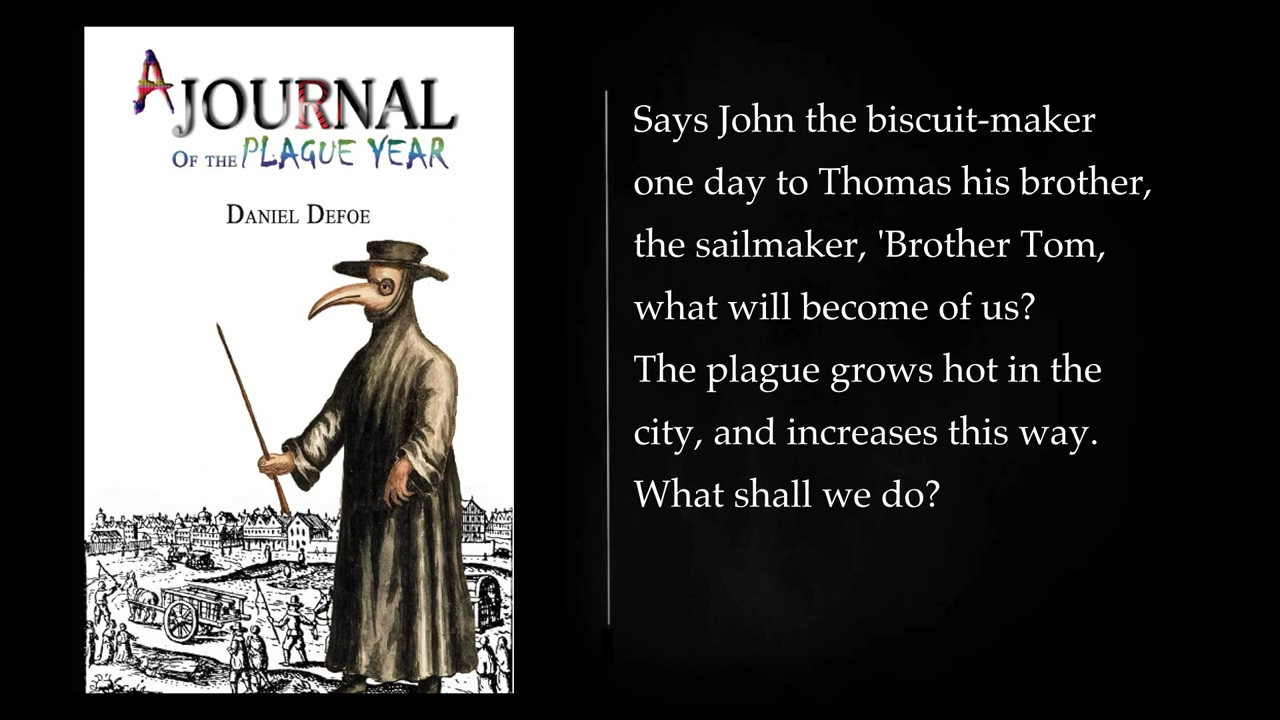 A JOURNAL
OF THE PLAGUE YEAR
DANIEL DEFOE
Says John the biscuit-maker
one day to Thomas his brother,
the sailmaker, 'Brother Tom,
what will become of us?
The plague grows hot in the
city, and increases this way.
What shall we do?